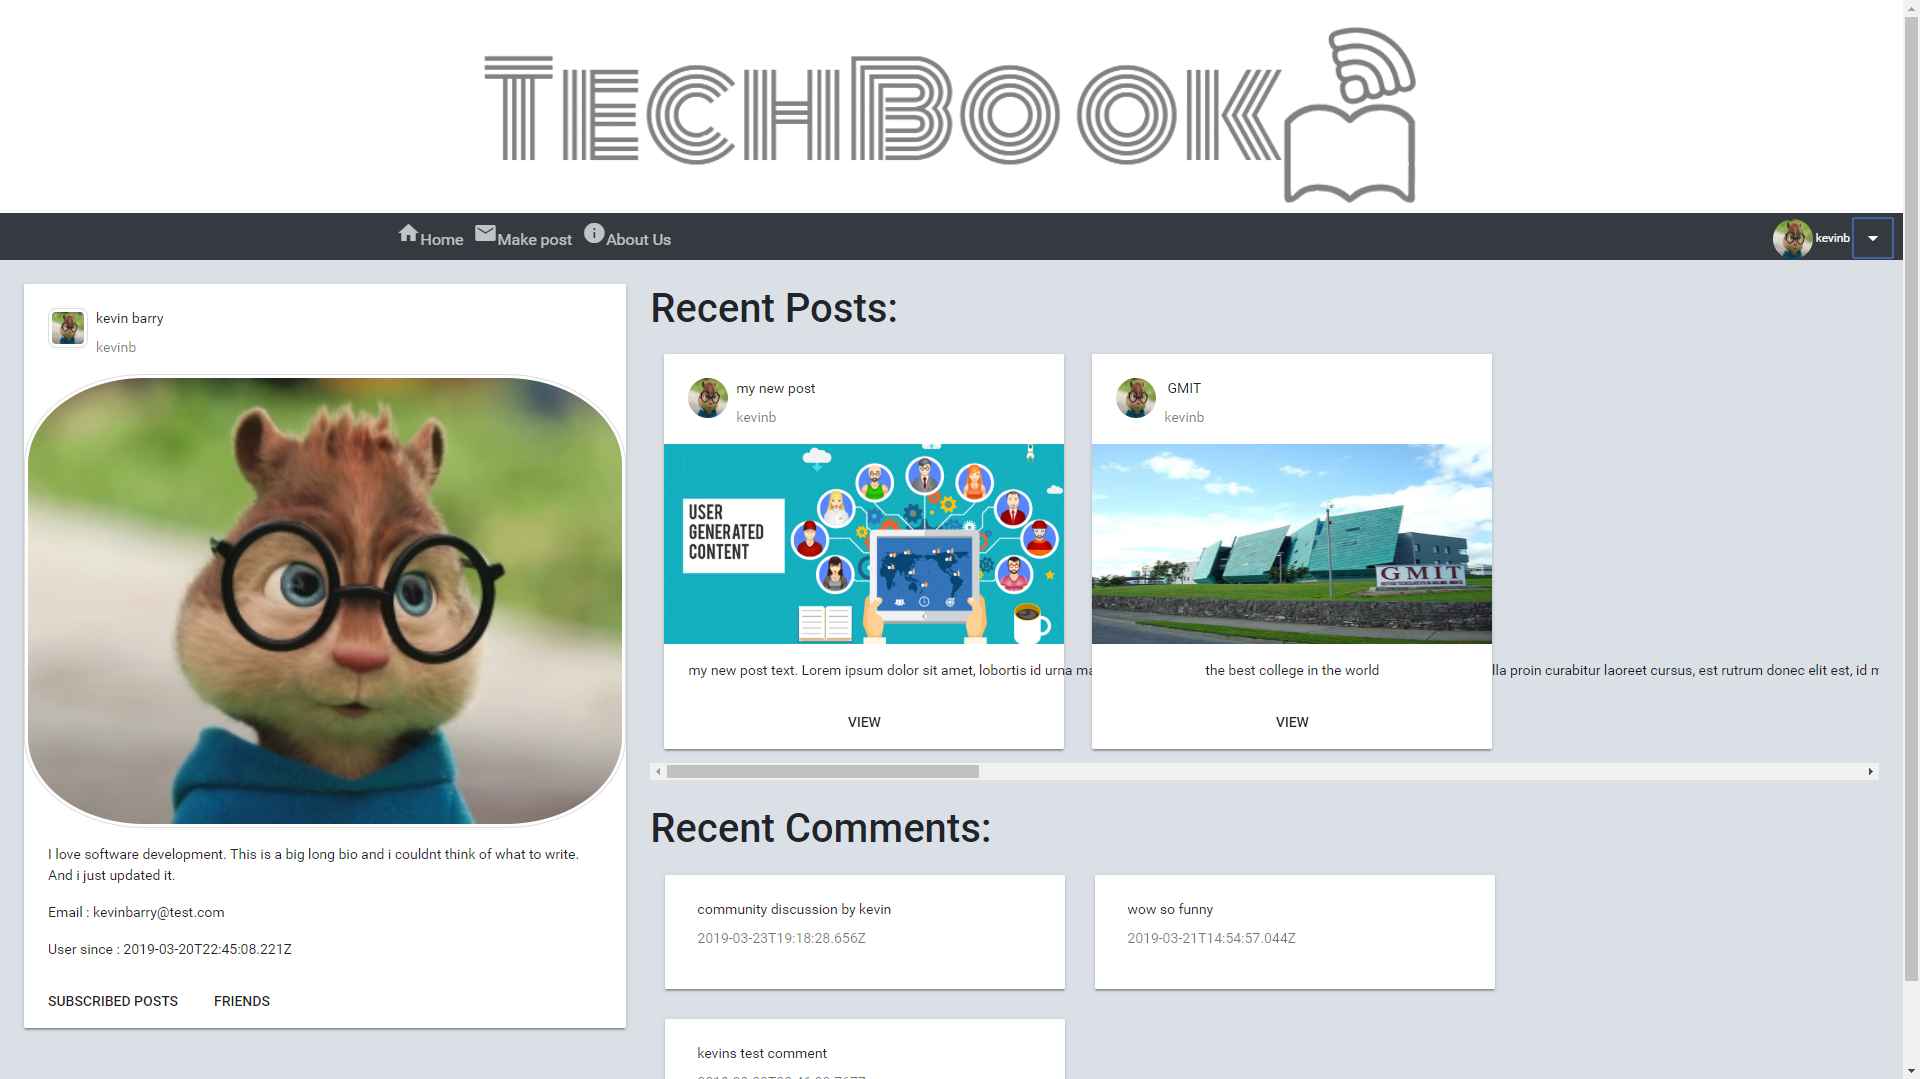 TECHBOOK
Home Make post About Us
kevinb
kevin barry
kevinb
I love software development. This is a big long bio and i couldnt think of what to write.
And i just updated it.
Email : kevinbarry@test.com
User since : 2019-03-20T22:45:08.221Z
SUBSCRIBED POSTS FRIENDS
Recent Posts:
my new post
kevinb
USER
GENERATED
CONTENT
my new post text. Lorem ipsum dolor sit amet, lobortis id urna ma
VIEW
GMIT
kevinb
GMIT
the best college in the world
VIEW
lla proin curabitur laoreet cursus, est rutrum donec elit est, id
Recent Comments:
community discussion by kevin
2019-03-23T19:18:28.656Z
wow so funny
2019-03-21T14:54:57.044Z
kevins test comment